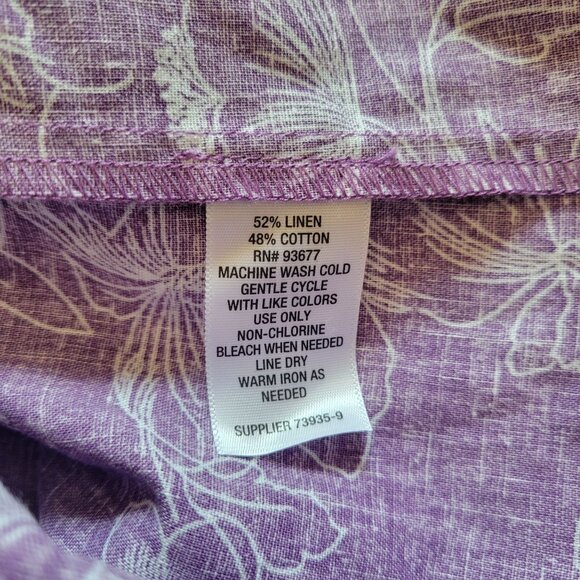 52% LINEN
48% COTTON
RN# 93677
MACHINE WASH COLD
GENTLE CYCLE
WITH LIKE COLORS
USE ONLY
NON-CHLORINE
BLEACH WHEN NEEDED
LINE DRY
WARM IRON AS
NEEDED
SUPPLIER 73935-9